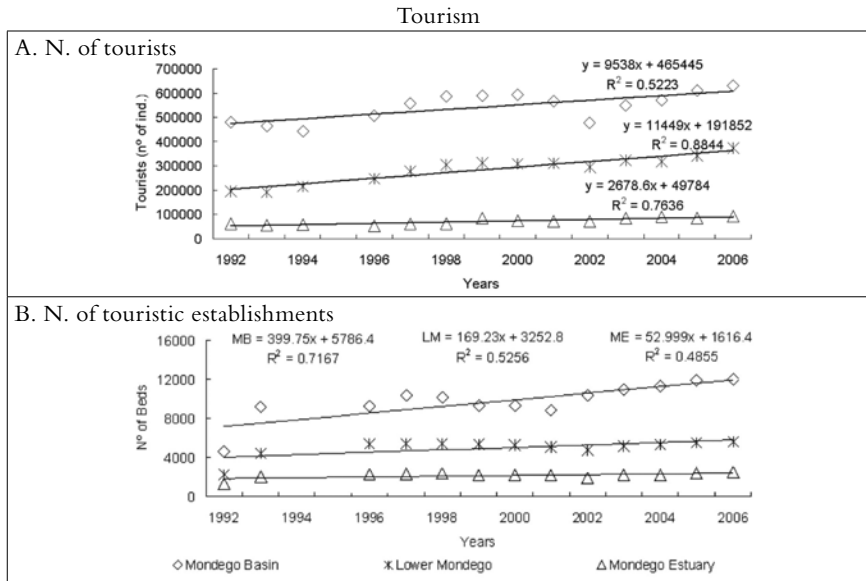 Tourism
A. N. of tourists
Tourists (nº of ind.)
700000
600000
500000
400000
300000
200000
100000
0
y = 9538x + 465445
R² = 0.5223
y = 11449x + 191852
R² = 0.8844
y = 2678.6x + 49784
R² = 0.7636
1992 1994 1996 1998 2000 2002 2004 2006
Years
B. N. of touristic establishments
Nº of Beds
16000
12000
8000
4000
0
MB = 399.75x + 5786.4 LM = 169.23x + 3252.8 ME = 52.999x + 1616.4
R² = 0.7167 R² = 0.5256 R² = 0.4855
1992 1994 1996 1998 2000 2002 2004 2006
Years
Mondego Basin Lower Mondego Mondego Estuary